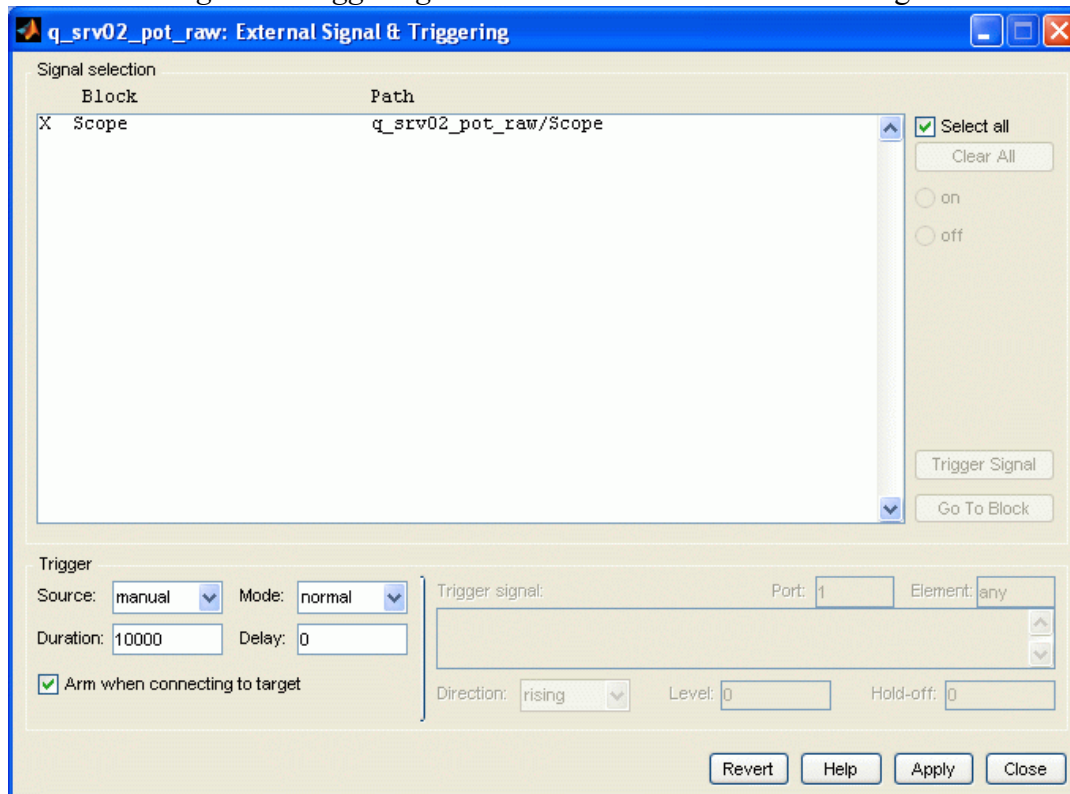 q_srv02_pot_raw: External Signal & Triggering
Signal selection
Block Path
X Scope q_srv02_pot_raw/Scope
Select all
Clear All
on
off
Trigger Signal
Go To Block
Trigger
Source: manual Mode: normal
Duration: 10000 Delay: 0
Arm when connecting to target
Trigger signal: Port: 1 Element: any
Direction: rising Level: 0 Hold-off: 0
Revert Help Apply Close